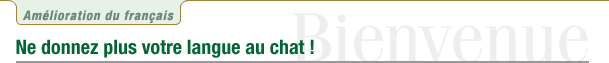 Amélioration du français
Bienvenue
Ne donnez plus votre langue au chat !